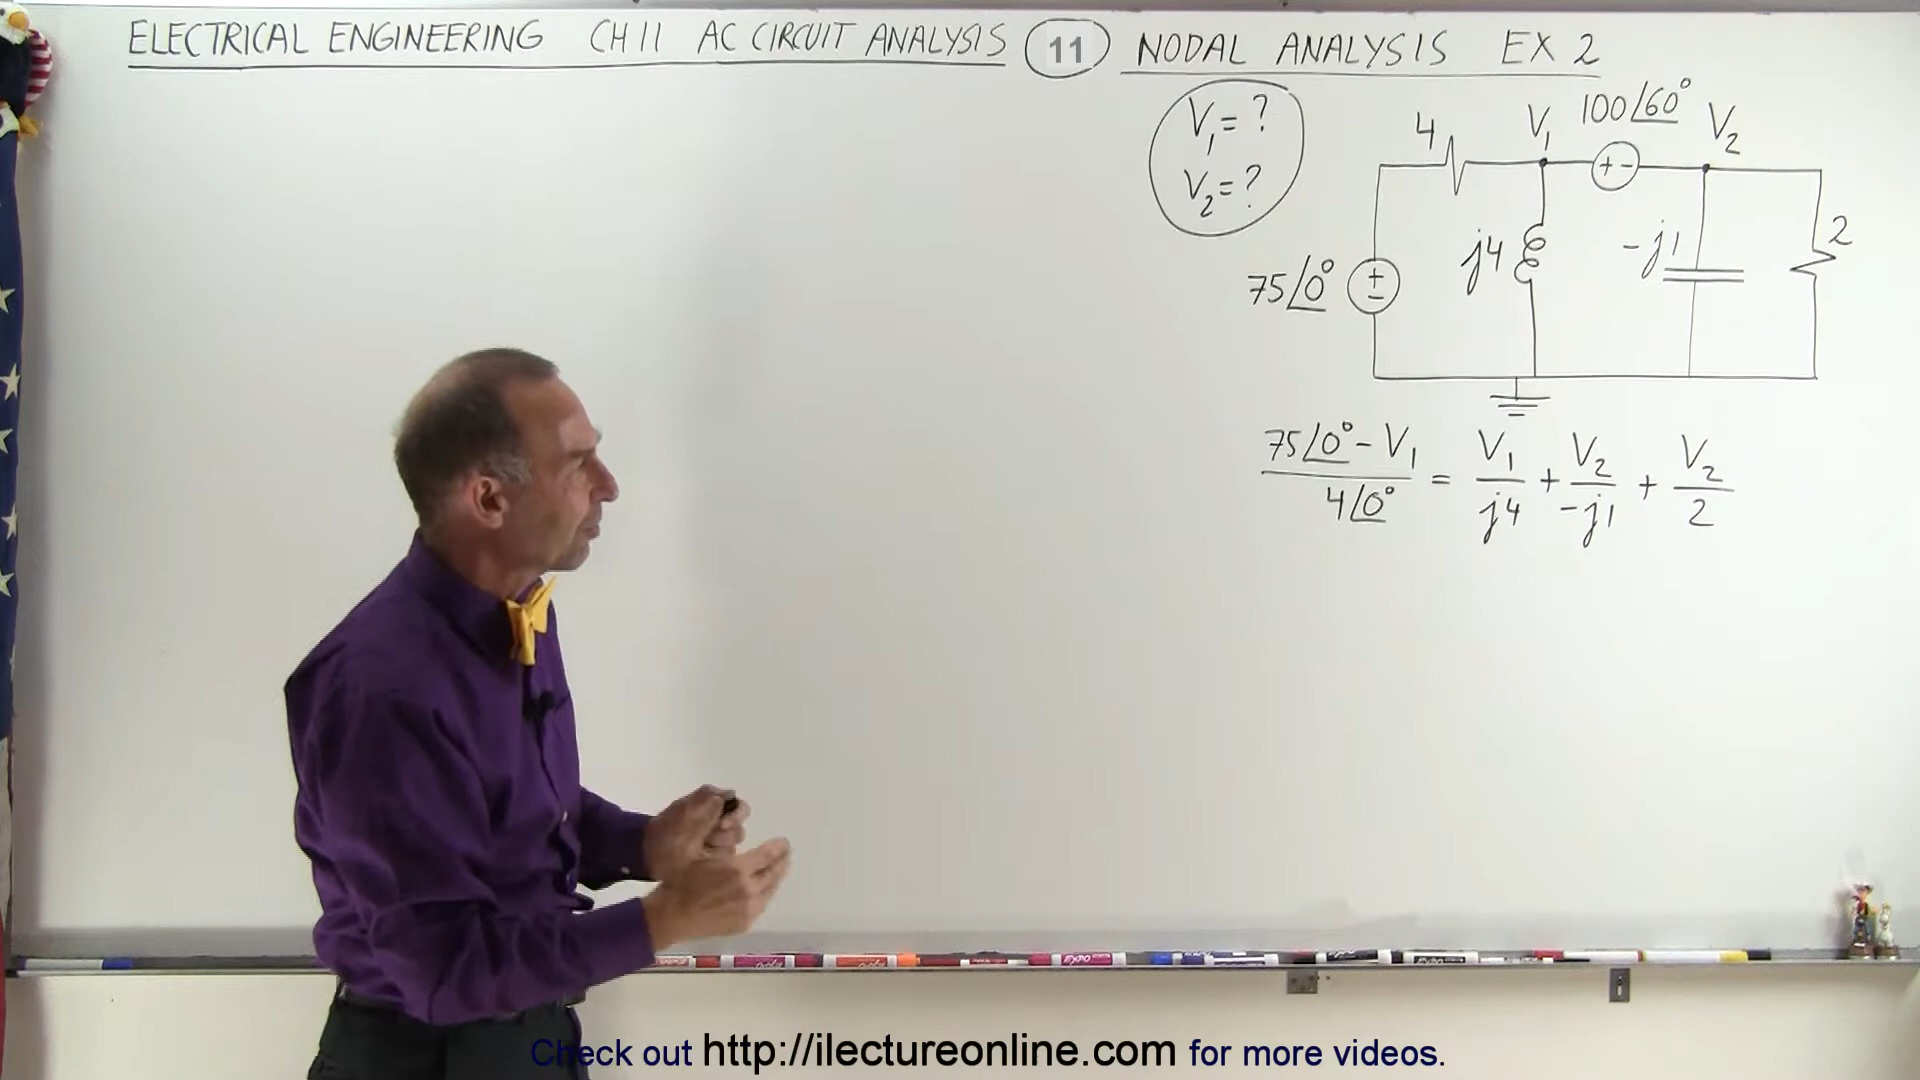 ELECTRICAL ENGINEERING CH 11 AC CIRCUIT ANALYSIS 11 NODAL ANALYSIS EX 2
V₁ = ?
V₂ = ?
4 V₁ 100∠60° V₂
+ -
j4 -j1 2
75∠0° + -
(75∠0° - V₁)/(4∠0°) = V₁/j4 + V₂/-j1 + V₂/2
Check out http://ilectureonline.com for more videos.